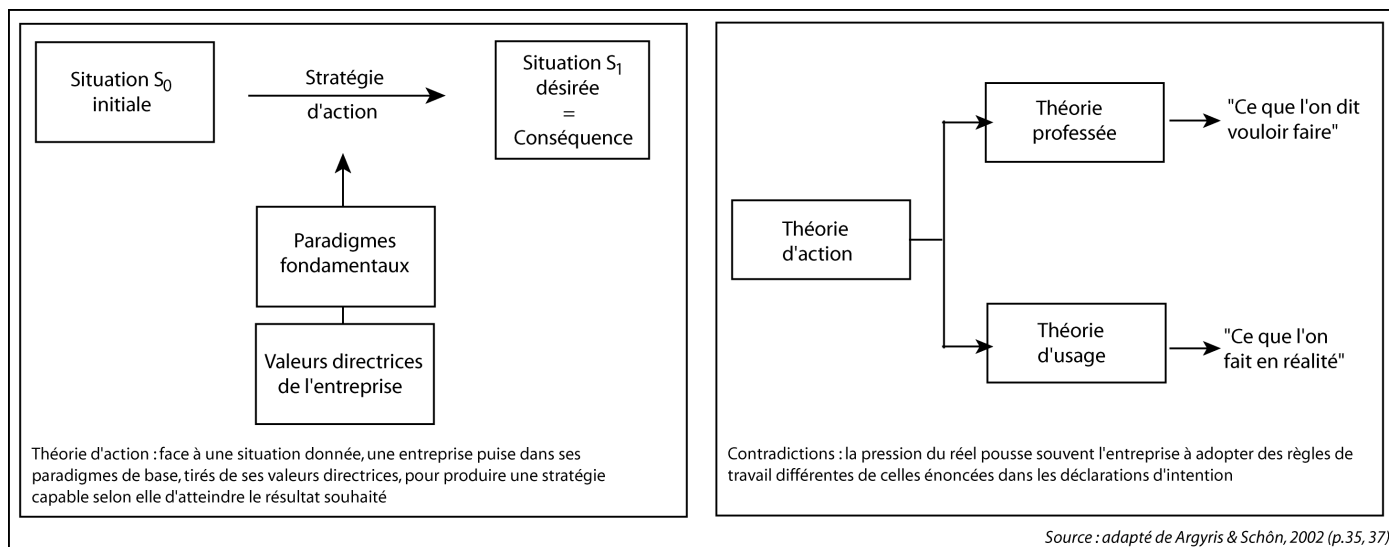 Situation S0
initiale
Stratégie
d'action
Situation S1
désirée
=
Conséquence
Paradigmes
fondamentaux
Valeurs directrices
de l'entreprise
Théorie d'action : face à une situation donnée, une entreprise puise dans ses
paradigmes de base, tirés de ses valeurs directrices, pour produire une stratégie
capable selon elle d'atteindre le résultat souhaité
Théorie
d'action
Théorie
professée
"Ce que l'on dit
vouloir faire"
Théorie
d'usage
"Ce que l'on
fait en réalité"
Contradictions : la pression du réel pousse souvent l'entreprise à adopter des règles de
travail différentes de celles énoncées dans les déclarations d'intention
Source : adapté de Argyris & Schôn, 2002 (p.35, 37)